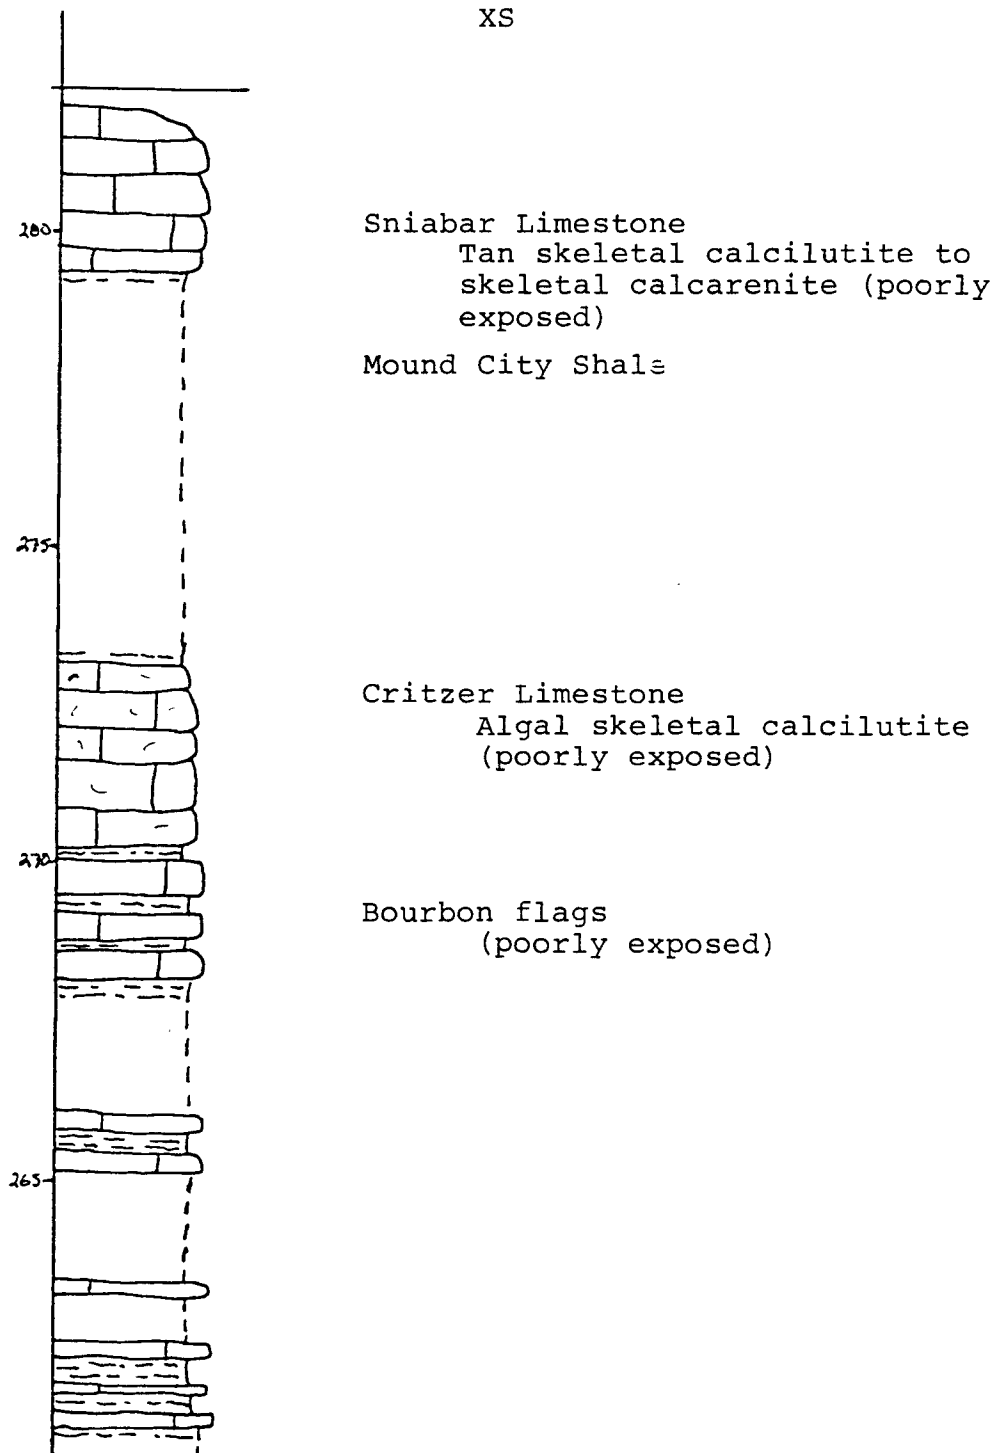 XS
280
Sniabar Limestone
Tan skeletal calcilutite to
skeletal calcarenite (poorly
exposed)
Mound City Shale
275
Critzer Limestone
Algal skeletal calcilutite
(poorly exposed)
270
Bourbon flags
(poorly exposed)
265